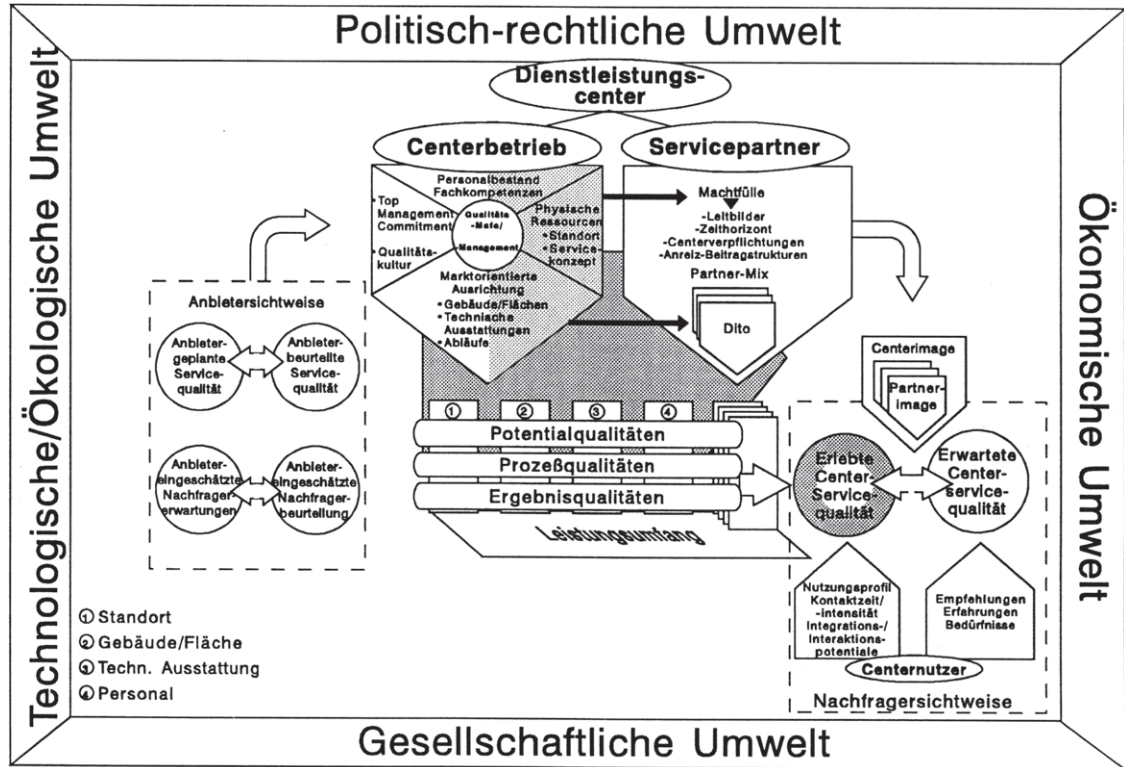 Politisch-rechtliche Umwelt
Technologische/Ökologische Umwelt
Ökonomische Umwelt
Gesellschaftliche Umwelt
Dienstleistungs-
center
Centerbetrieb
Servicepartner
Personalbestand
Fachkompetenzen
•Top
Management
Commitment
•Qualitäts-
kultur
Qualitäts
-Maße/
-Management
Physische
Ressourcen
•Standort
•Service-
konzept
Marktorientierte
Ausrichtung
•Gebäude/Flächen
•Technische
Ausstattungen
•Abläufe
Machtfülle
-Leitbilder
-Zeithorizont
-Centerverpflichtungen
-Anreiz-Beitragstrukturen
Partner-Mix
Dito
Anbietersichtweise
Anbieter-
geplante
Service-
qualität
Anbieter-
beurteilte
Service-
qualität
Anbieter-
eingeschätzte
Nachfrager-
erwartungen
Anbieter-
eingeschätzte
Nachfrager-
beurteilung
① ② ③ ④
Potentialqualitäten
Prozeßqualitäten
Ergebnisqualitäten
Leistungsumfang
Centerimage
Partner-
image
Erlebte
Center-
Service-
qualität
Erwartete
Center-
service-
qualität
Nutzungsprofil
Kontaktzeit/
-intensität
Integrations-/
Interaktions-
potentiale
Empfehlungen
Erfahrungen
Bedürfnisse
Centernutzer
Nachfragersichtweise
① Standort
② Gebäude/Fläche
③ Techn. Ausstattung
④ Personal